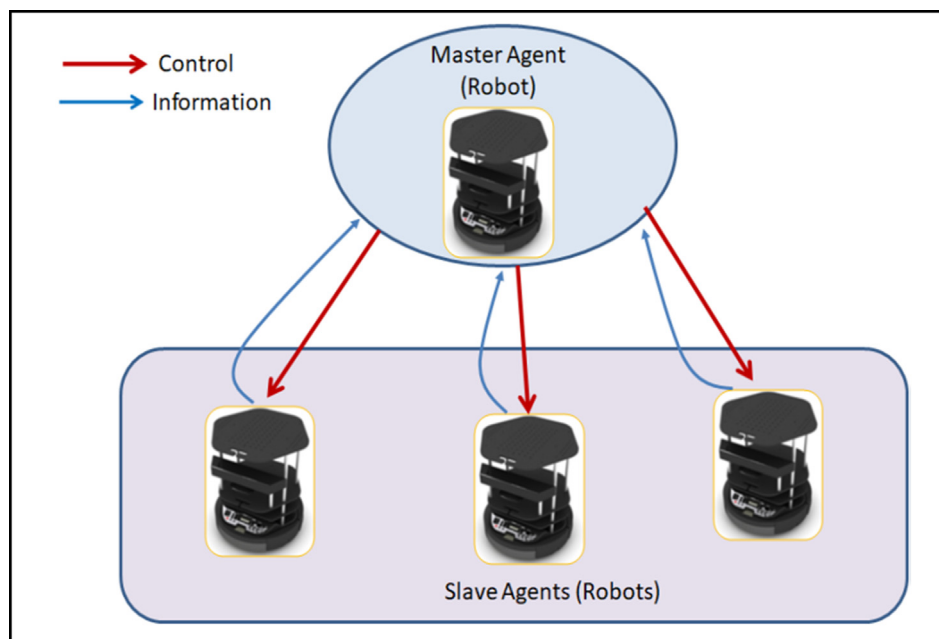 Control
Information
Master Agent
(Robot)
Slave Agents (Robots)